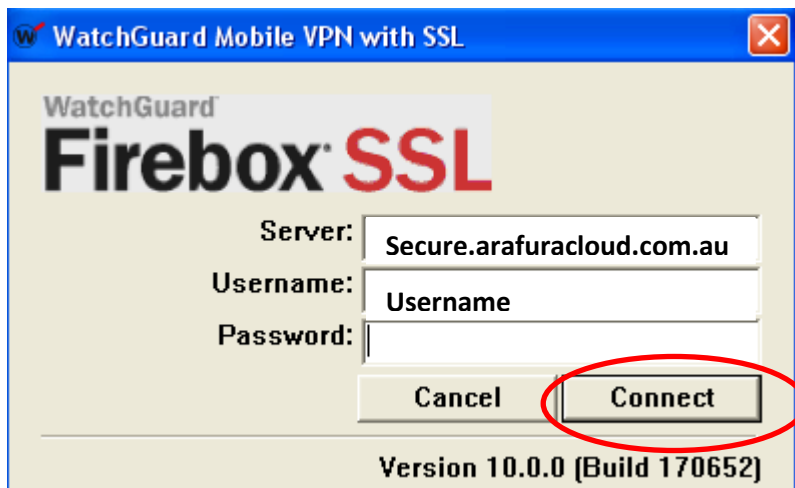 WatchGuard Mobile VPN with SSL
WatchGuard
Firebox SSL
Server: Secure.arafuracloud.com.au
Username: Username
Password:
Cancel Connect
Version 10.0.0 (Build 170652)